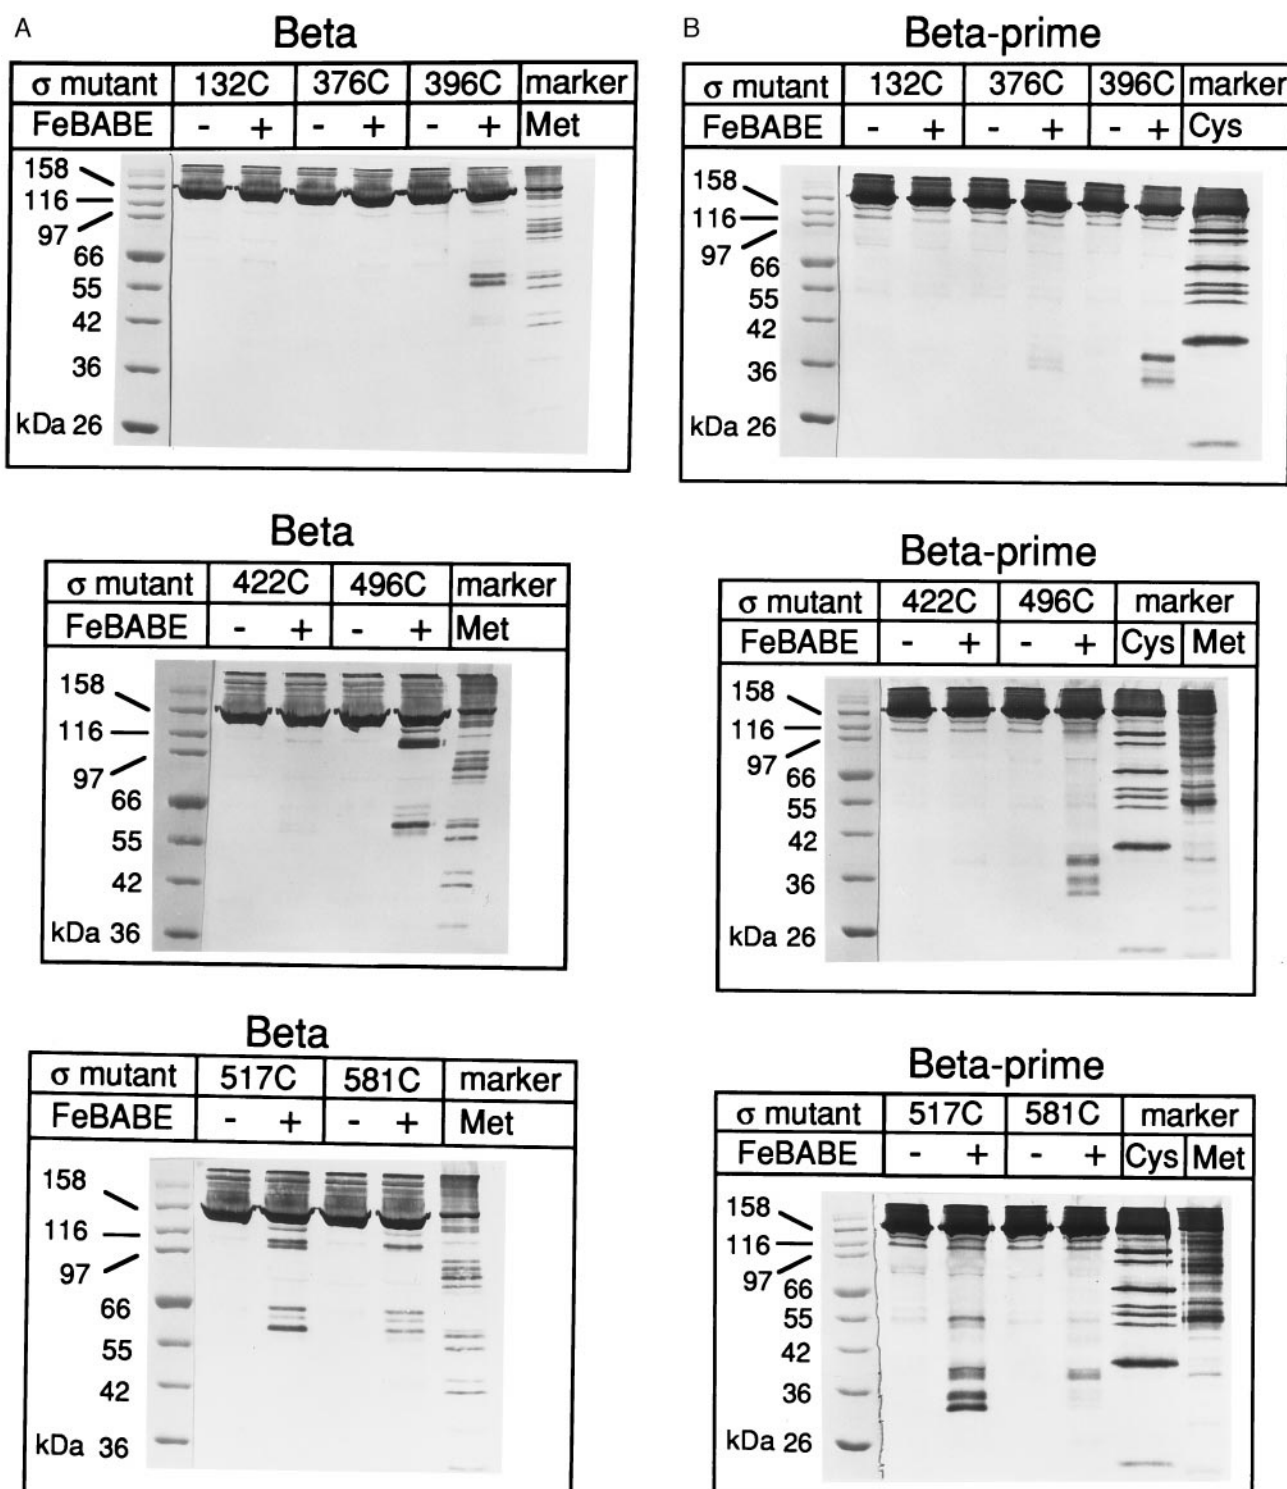 A
Beta
σ mutant 132C 376C 396C marker
FeBABE - + - + - + Met
158
116
97
66
55
42
36
kDa 26
B
Beta-prime
σ mutant 132C 376C 396C marker
FeBABE - + - + - + Cys
158
116
97
66
55
42
36
kDa 26
Beta
σ mutant 422C 496C marker
FeBABE - + - + Met
158
116
97
66
55
42
kDa 36
Beta-prime
σ mutant 422C 496C marker
FeBABE - + - + Cys Met
158
116
97
66
55
42
36
kDa 26
Beta
σ mutant 517C 581C marker
FeBABE - + - + Met
158
116
97
66
55
42
kDa 36
Beta-prime
σ mutant 517C 581C marker
FeBABE - + - + Cys Met
158
116
97
66
55
42
36
kDa 26